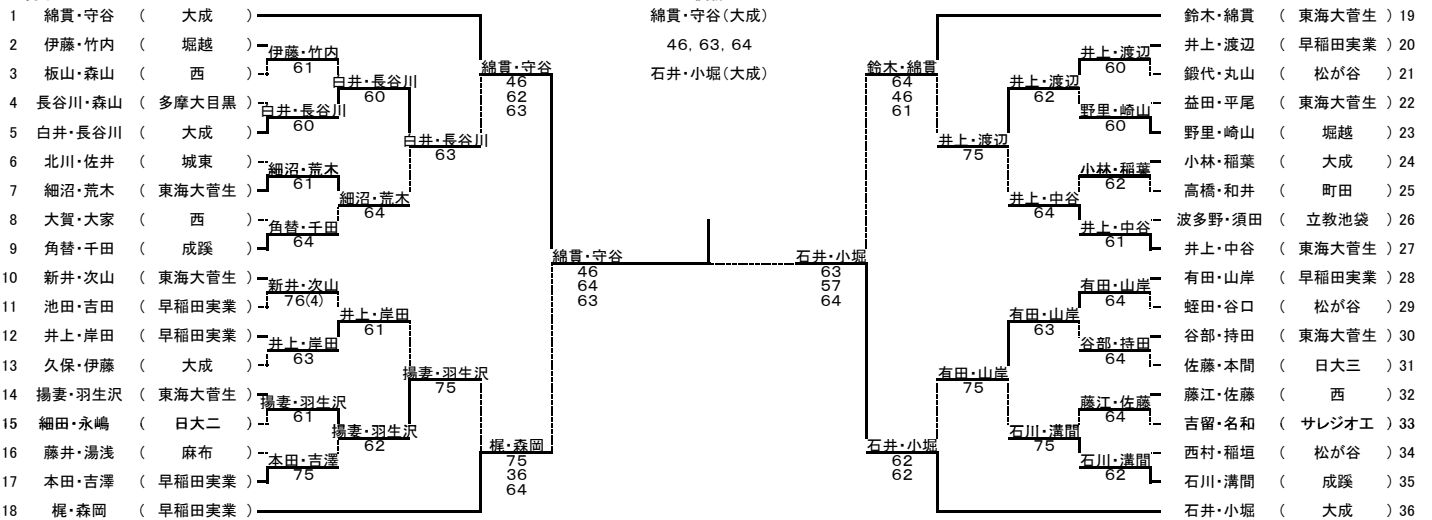 1 綿貫・守谷 ( 大成 )
2 伊藤・竹内 ( 堀越 )
3 板山・森山 ( 西 )
4 長谷川・森山 ( 多摩大目黒 )
5 白井・長谷川 ( 大成 )
6 北川・佐井 ( 城東 )
7 細沼・荒木 ( 東海大菅生 )
8 大賀・大家 ( 西 )
9 角替・千田 ( 成蹊 )
10 新井・次山 ( 東海大菅生 )
11 池田・吉田 ( 早稲田実業 )
12 井上・岸田 ( 早稲田実業 )
13 久保・伊藤 ( 大成 )
14 揚妻・羽生沢 ( 東海大菅生 )
15 細田・永嶋 ( 日大二 )
16 藤井・湯浅 ( 麻布 )
17 本田・吉澤 ( 早稲田実業 )
18 梶・森岡 ( 早稲田実業 )
伊藤・竹内
61
白井・長谷川
60
細沼・荒木
61
角替・千田
64
新井・次山
76(4)
井上・岸田
63
揚妻・羽生沢
61
本田・吉澤
75
白井・長谷川
60
細沼・荒木
64
井上・岸田
61
揚妻・羽生沢
62
白井・長谷川
63
揚妻・羽生沢
75
綿貫・守谷
46
62
63
梶・森岡
75
36
64
綿貫・守谷
46
64
63
綿貫・守谷(大成)
46, 63, 64
石井・小堀(大成)
石井・小堀
63
57
64
鈴木・綿貫
64
46
61
石井・小堀
62
62
井上・渡辺
75
有田・山岸
75
井上・渡辺
62
井上・中谷
64
有田・山岸
63
石川・溝間
75
井上・渡辺
60
野里・崎山
60
小林・稲葉
62
井上・中谷
61
有田・山岸
64
谷部・持田
64
藤江・佐藤
64
石川・溝間
62
鈴木・綿貫 ( 東海大菅生 ) 19
井上・渡辺 ( 早稲田実業 ) 20
鍛代・丸山 ( 松が谷 ) 21
益田・平尾 ( 東海大菅生 ) 22
野里・崎山 ( 堀越 ) 23
小林・稲葉 ( 大成 ) 24
高橋・和井 ( 町田 ) 25
波多野・須田 ( 立教池袋 ) 26
井上・中谷 ( 東海大菅生 ) 27
有田・山岸 ( 早稲田実業 ) 28
蛭田・谷口 ( 松が谷 ) 29
谷部・持田 ( 東海大菅生 ) 30
佐藤・本間 ( 日大三 ) 31
藤江・佐藤 ( 西 ) 32
吉留・名和 ( サレジオ工 ) 33
西村・稲垣 ( 松が谷 ) 34
石川・溝間 ( 成蹊 ) 35
石井・小堀 ( 大成 ) 36